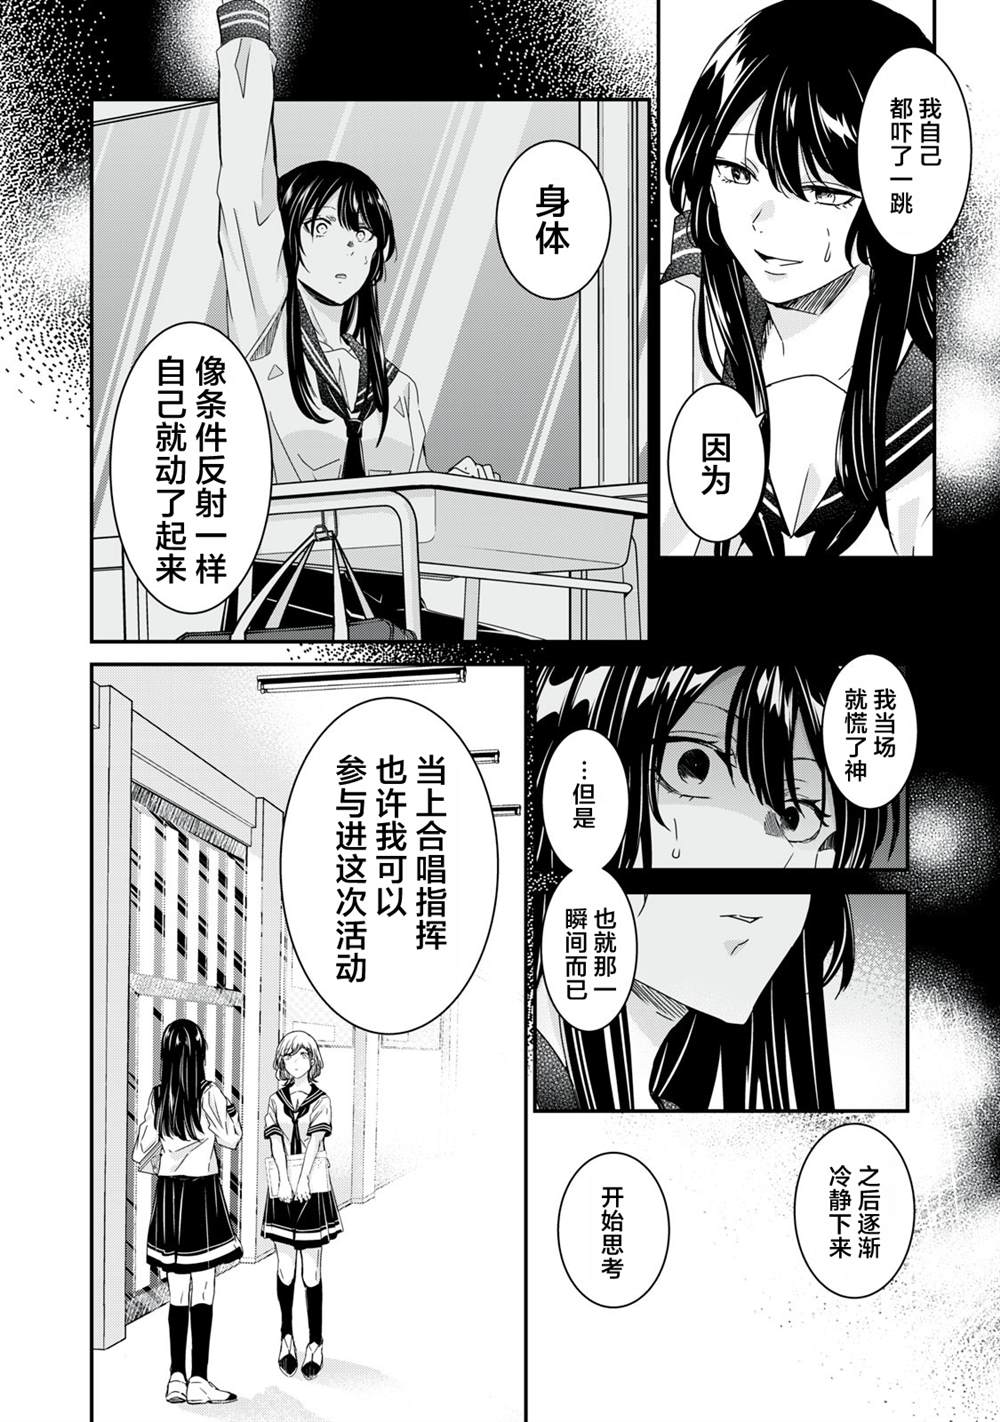 我自己
都吓了一
跳
因为
身体
像条件反射一样
自己就动了起来
我当场
就慌了神
…但是
也就那一
瞬间而已
之后逐渐
冷静下来
开始思考
当上合唱指挥
也许我可以
参与进这次活动